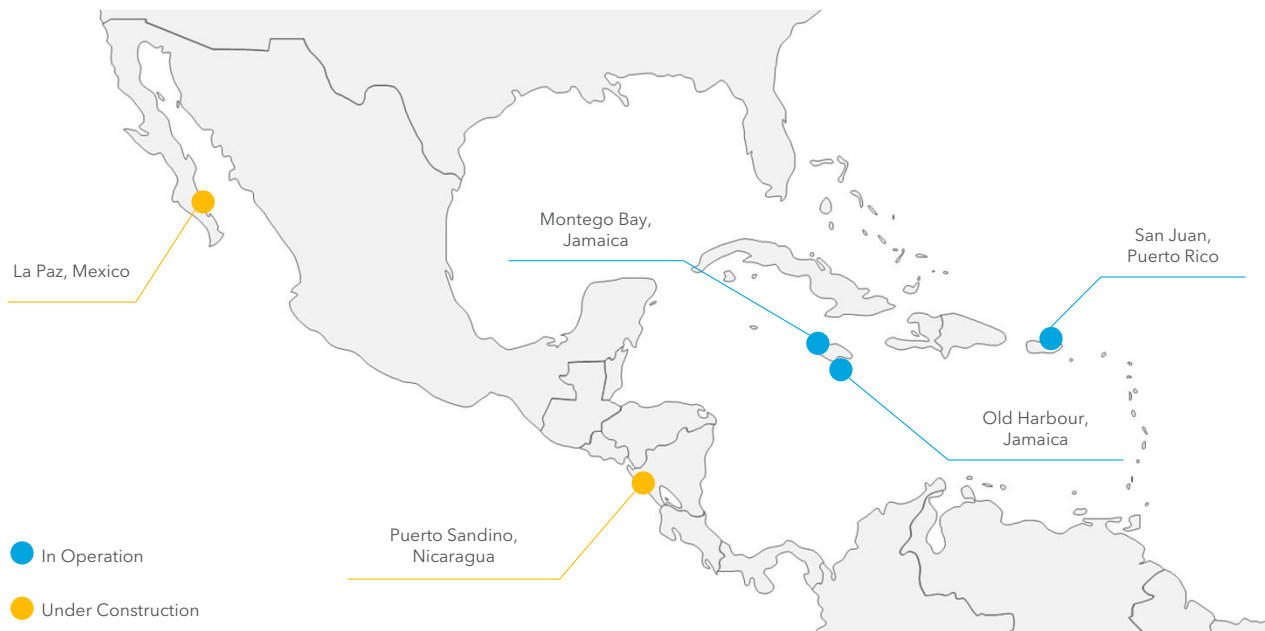 Montego Bay,
Jamaica
San Juan,
Puerto Rico
La Paz, Mexico
Old Harbour,
Jamaica
Puerto Sandino,
Nicaragua
In Operation
Under Construction